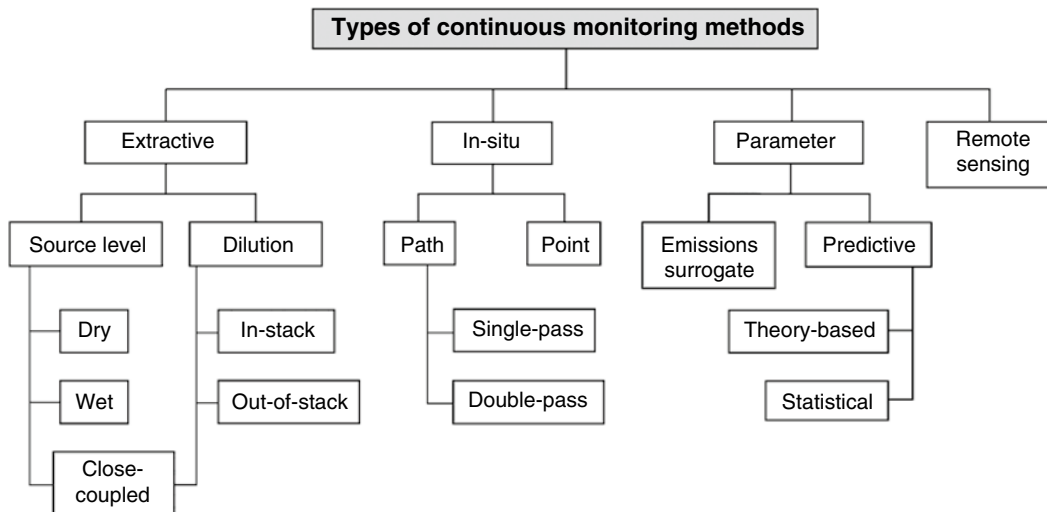 Types of continuous monitoring methods
Extractive
In-situ
Parameter
Remote
sensing
Source level
Dilution
Path
Point
Emissions
surrogate
Predictive
Dry
In-stack
Single-pass
Theory-based
Wet
Out-of-stack
Double-pass
Statistical
Close-
coupled